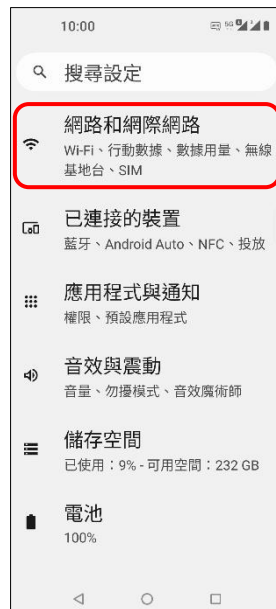 10:00
5G
搜尋設定
網路和網際網路
Wi-Fi、行動數據、數據用量、無線
基地台、SIM
已連接的裝置
藍牙、Android Auto、NFC、投放
應用程式與通知
權限、預設應用程式
音效與震動
音量、勿擾模式、音效魔術師
儲存空間
已使用：9% - 可用空間：232 GB
電池
100%